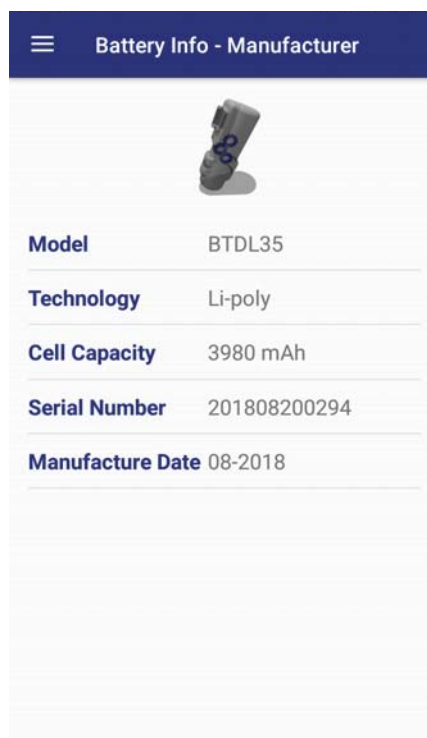 Battery Info - Manufacturer
Model BTDL35
Technology Li-poly
Cell Capacity 3980 mAh
Serial Number 201808200294
Manufacture Date 08-2018